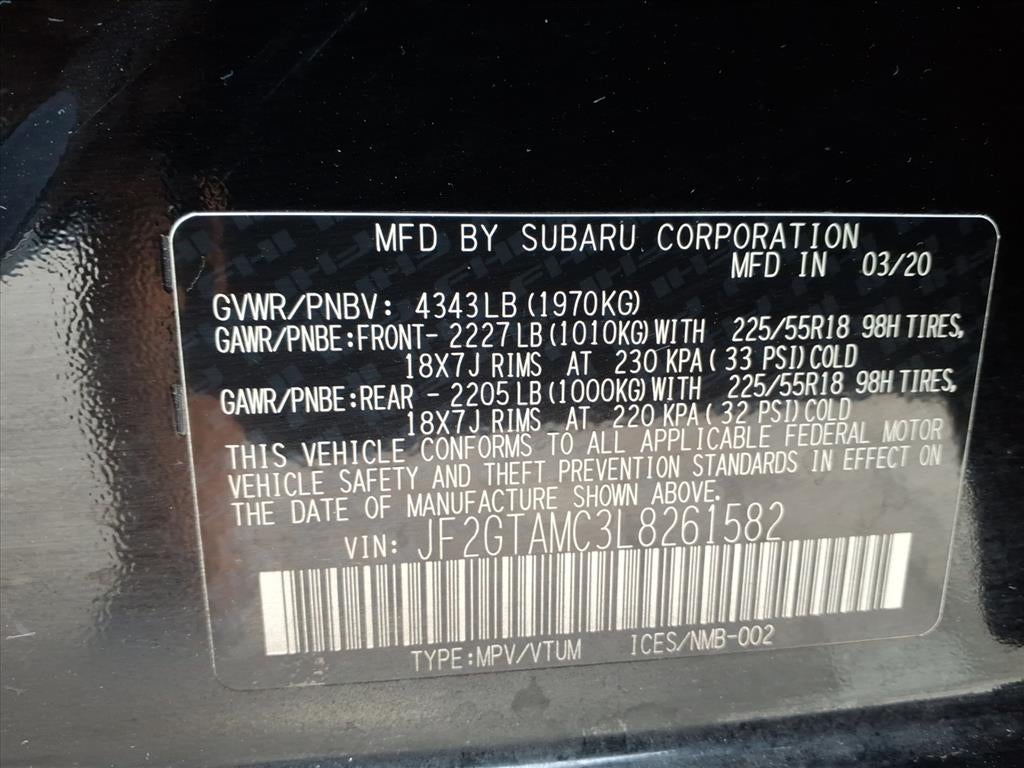 MFD BY SUBARU CORPORATION
MFD IN 03/20
GVWR/PNBV: 4343LB (1970KG)
GAWR/PNBE:FRONT- 2227LB (1010KG) WITH 225/55R18 98H TIRES,
18X7J RIMS AT 230 KPA ( 33 PSI) COLD
GAWR/PNBE:REAR - 2205LB (1000KG) WITH 225/55R18 98H TIRES,
18X7J RIMS AT 220 KPA ( 32 PSI) COLD
THIS VEHICLE CONFORMS TO ALL APPLICABLE FEDERAL MOTOR
VEHICLE SAFETY AND THEFT PREVENTION STANDARDS IN EFFECT ON
THE DATE OF MANUFACTURE SHOWN ABOVE.
VIN: JF2GTAMC3L8261582
TYPE:MPV/VTUM ICES/NMB-002